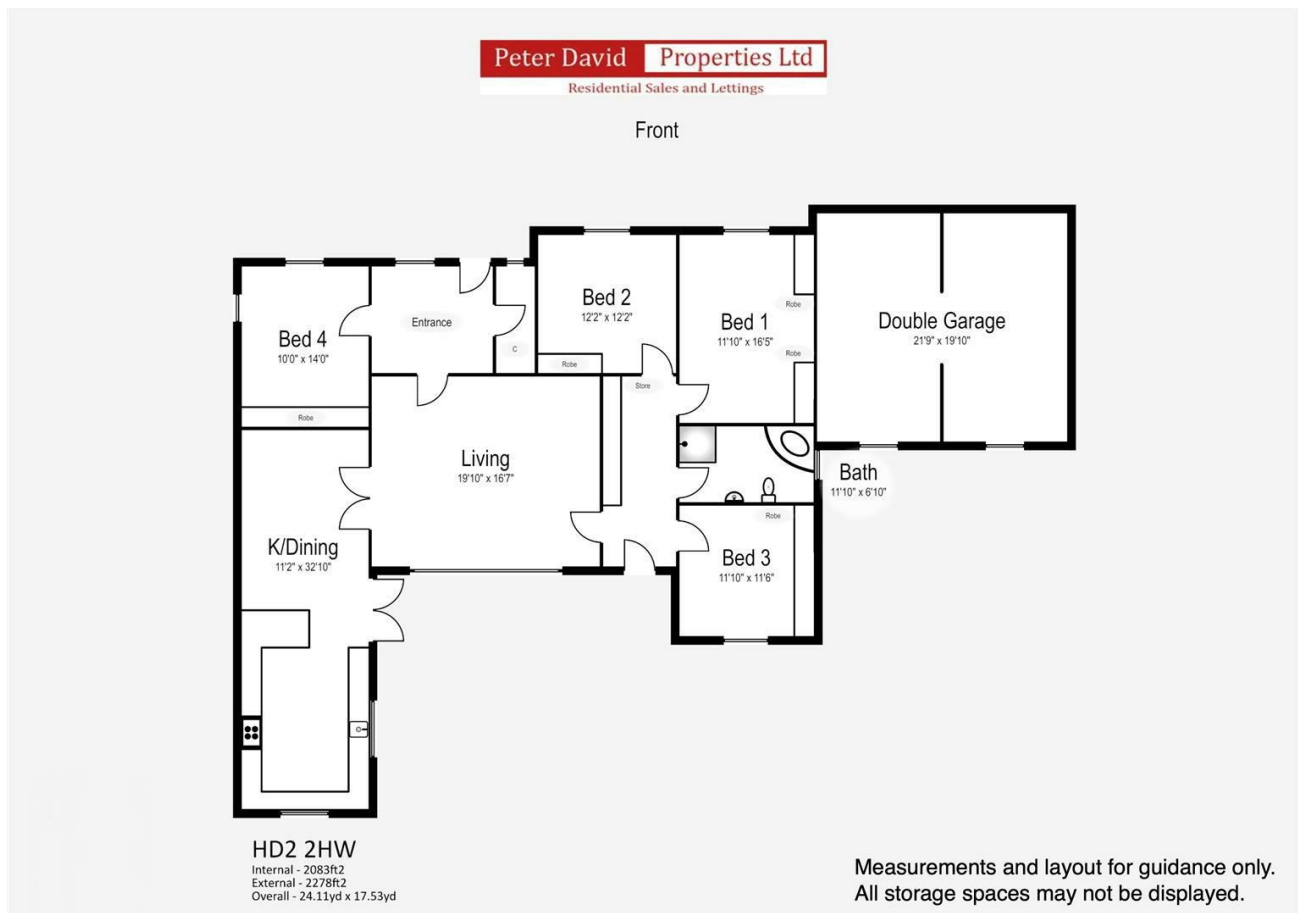 Peter David Properties Ltd
Residential Sales and Lettings
Front
Bed 4
10'0" x 14'0"
Robe
Entrance
C
Bed 2
12'2" x 12'2"
Robe
Store
Bed 1
11'10" x 16'5"
Robe
Robe
Double Garage
21'9" x 19'10"
Living
19'10" x 16'7"
Bath
11'10" x 6'10"
K/Dining
11'2" x 32'10"
Robe
Bed 3
11'10" x 11'6"
HD2 2HW
Internal - 2083ft2
External - 2278ft2
Overall - 24.11yd x 17.53yd
Measurements and layout for guidance only.
All storage spaces may not be displayed.